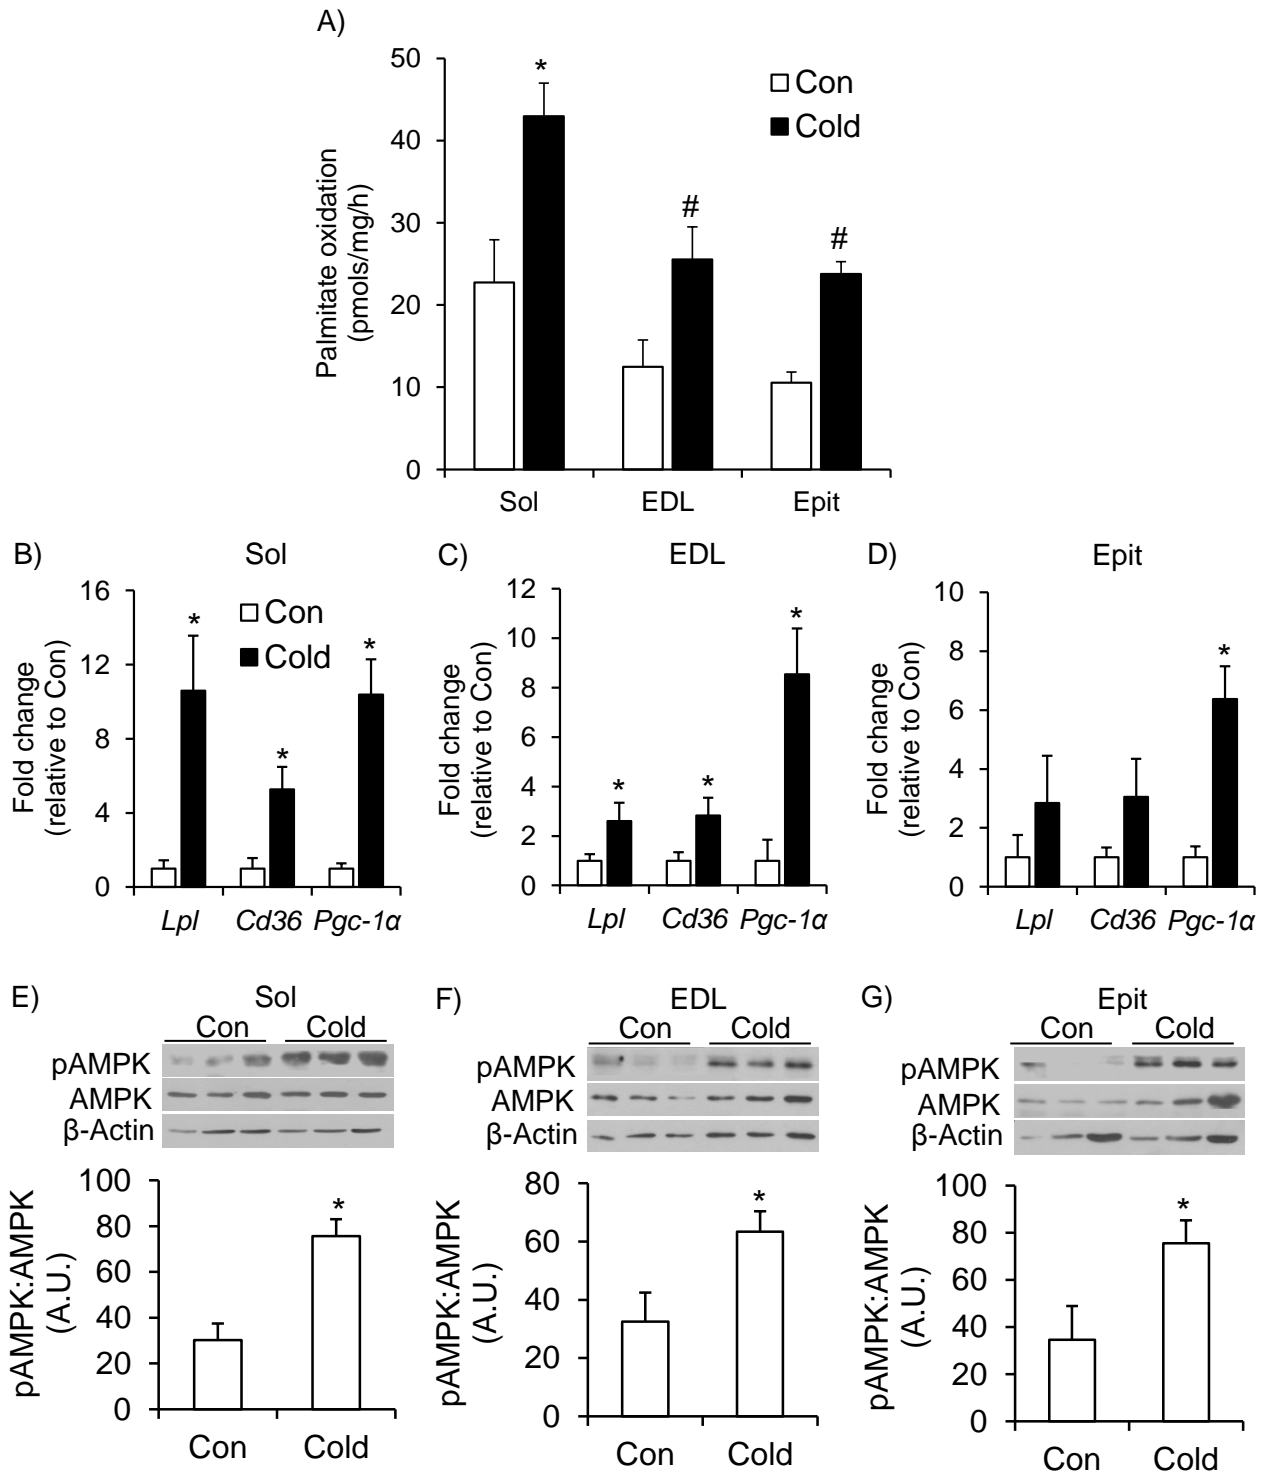 A)
50
40
30
20
10
0
Palmitate oxidation
(pmols/mg/h)
Con
Cold
*
#
#
Sol EDL Epit
B) Sol
16
12
8
4
0
Fold change
(relative to Con)
Con
Cold
*
*
*
Lpl Cd36 Pgc-1α
C) EDL
12
10
8
6
4
2
0
Fold change
(relative to Con)
*
*
*
Lpl Cd36 Pgc-1α
D) Epit
10
8
6
4
2
0
Fold change
(relative to Con)
*
Lpl Cd36 Pgc-1α
E) Sol
Con Cold
pAMPK
AMPK
β-Actin
100
80
60
40
20
0
pAMPK:AMPK
(A.U.)
*
Con Cold
F) EDL
Con Cold
pAMPK
AMPK
β-Actin
80
60
40
20
0
pAMPK:AMPK
(A.U.)
*
Con Cold
G) Epit
Con Cold
pAMPK
AMPK
β-Actin
100
80
60
40
20
0
pAMPK:AMPK
(A.U.)
*
Con Cold